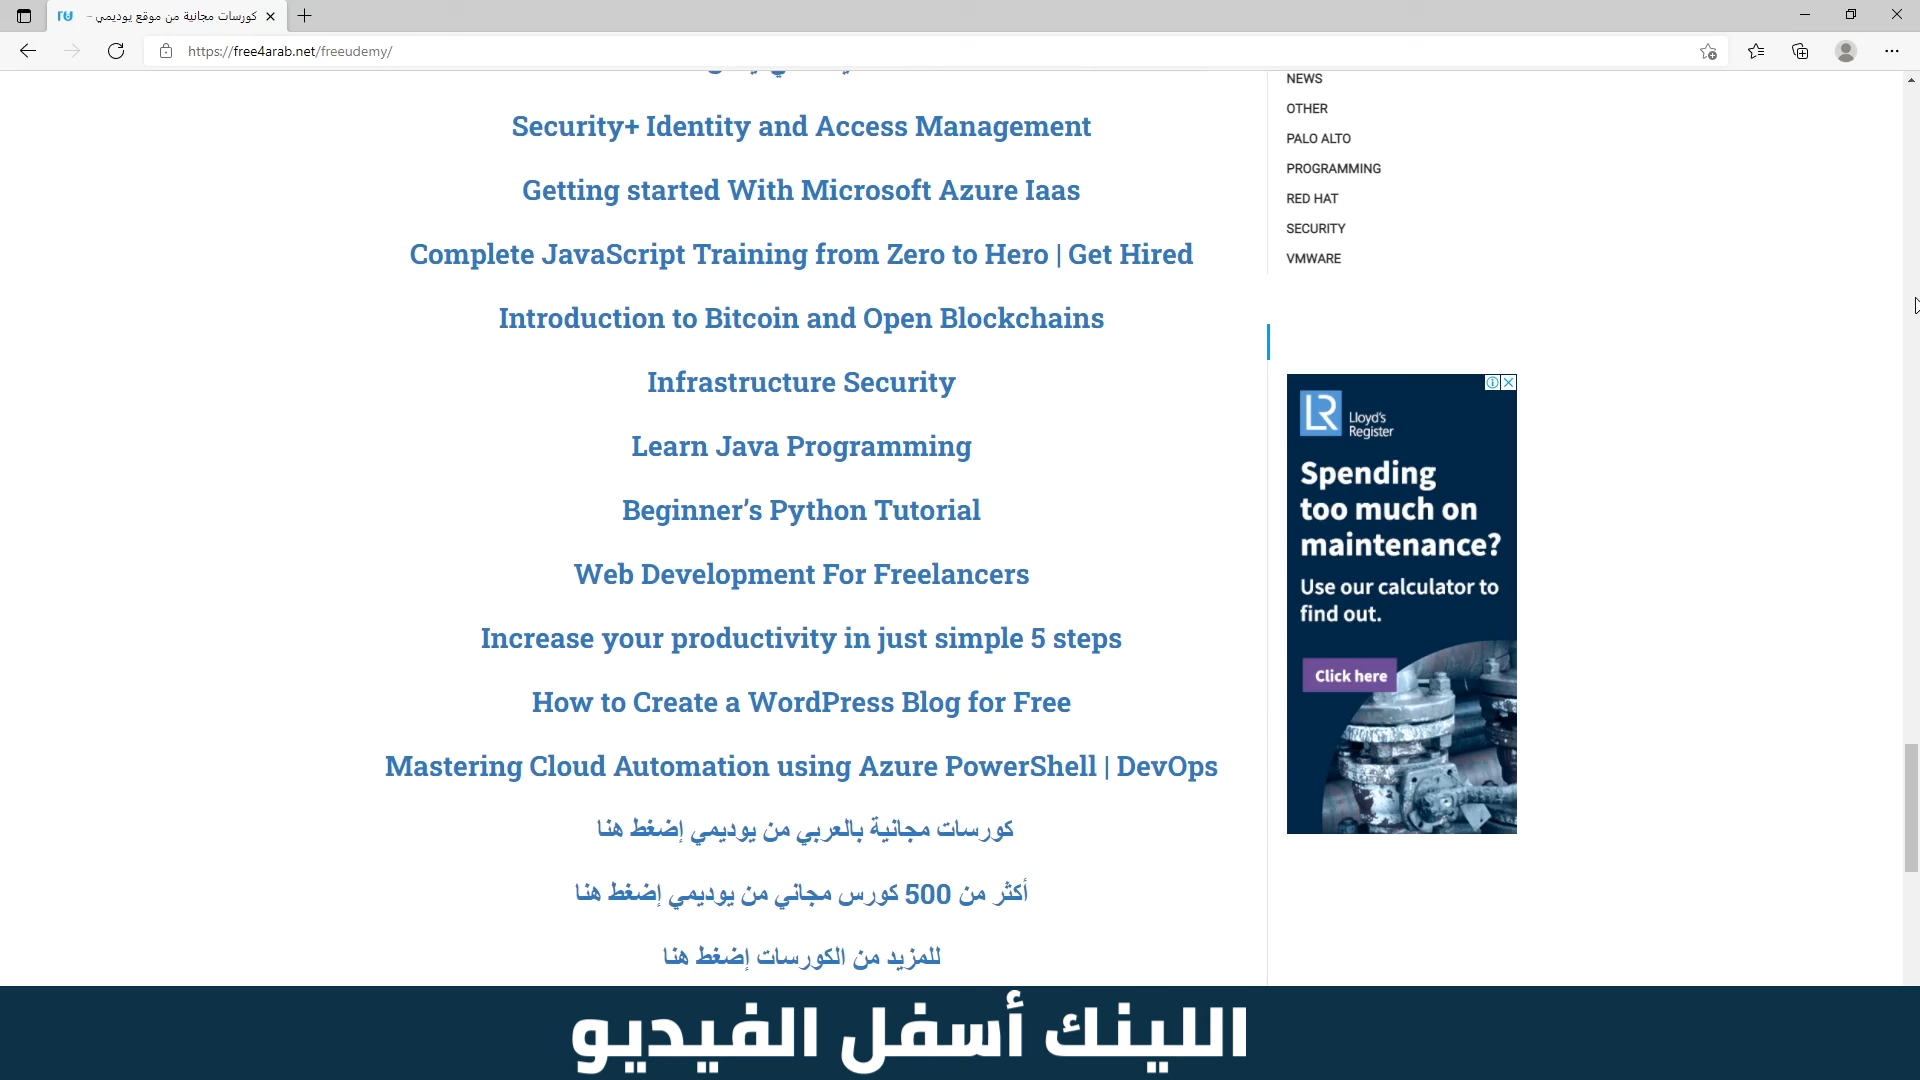 كورسات مجانية من موقع يوديمي –
https://free4arab.net/freeudemy/
Security+ Identity and Access Management
Getting started With Microsoft Azure Iaas
Complete JavaScript Training from Zero to Hero | Get Hired
Introduction to Bitcoin and Open Blockchains
Infrastructure Security
Learn Java Programming
Beginner’s Python Tutorial
Web Development For Freelancers
Increase your productivity in just simple 5 steps
How to Create a WordPress Blog for Free
Mastering Cloud Automation using Azure PowerShell | DevOps
كورسات مجانية بالعربي من يوديمي إضغط هنا
أكثر من 500 كورس مجاني من يوديمي إضغط هنا
للمزيد من الكورسات إضغط هنا
NEWS
OTHER
PALO ALTO
PROGRAMMING
RED HAT
SECURITY
VMWARE
LR
Lloyd's
Register
Spending
too much on
maintenance?
Use our calculator to
find out.
Click here
اللينك أسفل الفيديو